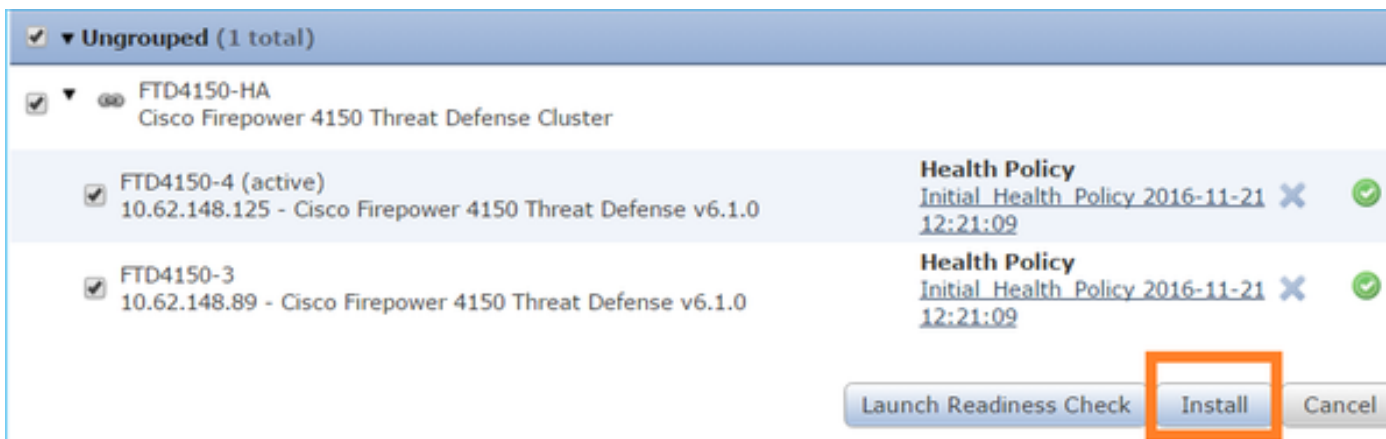 Ungrouped (1 total)
FTD4150-HA
Cisco Firepower 4150 Threat Defense Cluster
FTD4150-4 (active)
10.62.148.125 - Cisco Firepower 4150 Threat Defense v6.1.0
Health Policy
Initial_Health_Policy 2016-11-21
12:21:09
FTD4150-3
10.62.148.89 - Cisco Firepower 4150 Threat Defense v6.1.0
Health Policy
Initial_Health_Policy 2016-11-21
12:21:09
Launch Readiness Check
Install
Cancel